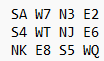 SA W7 N3 E2
S4 WT NJ E6
NK E8 S5 WQ